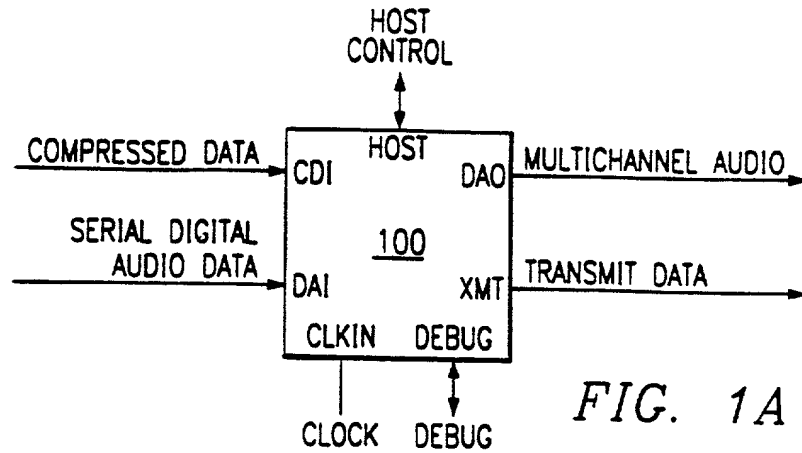 HOST
CONTROL
HOST
COMPRESSED DATA
CDI
DAO
MULTICHANNEL AUDIO
SERIAL DIGITAL
AUDIO DATA
100
DAI
XMT
TRANSMIT DATA
CLKIN
DEBUG
CLOCK
DEBUG
FIG. 1A